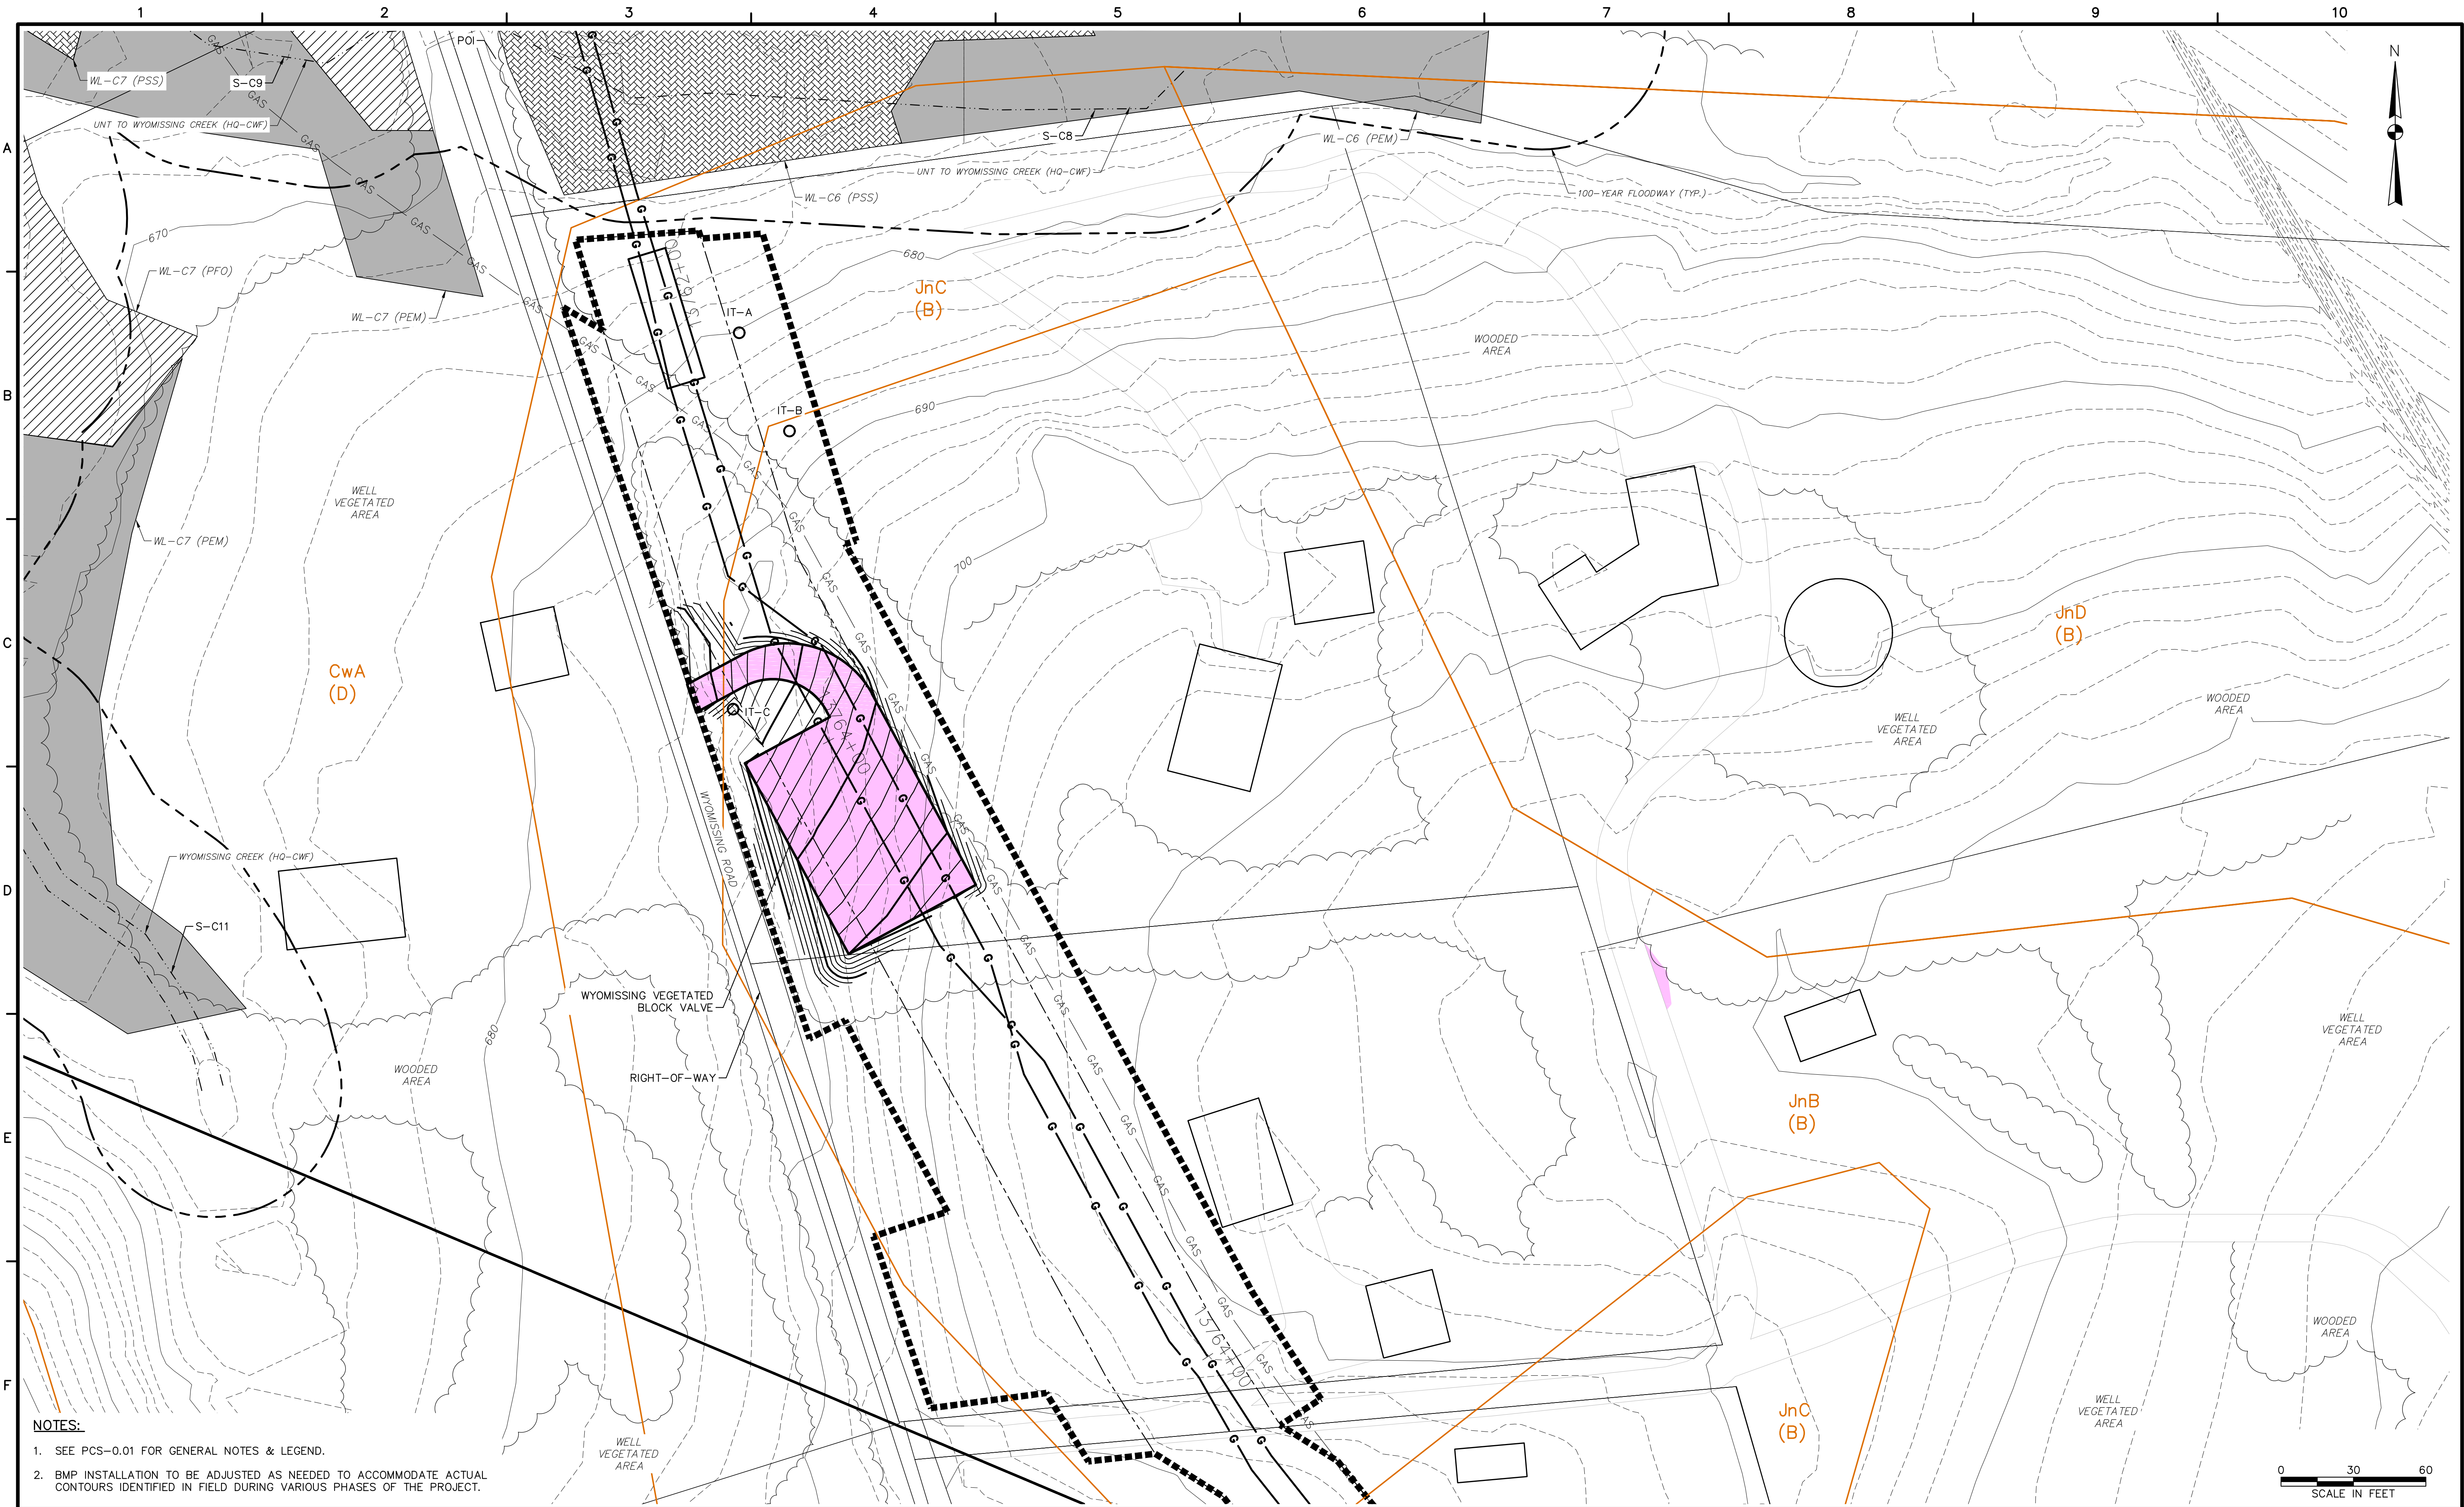 1 2 3 4 5 6 7 8 9 10
A
B
C
D
E
F
POI
N
WL-C7 (PSS)
S-C9
GAS
UNT TO WYOMISSING CREEK (HQ-CWF)
S-C8
WL-C6 (PEM)
UNT TO WYOMISSING CREEK (HQ-CWF)
100-YEAR FLOODWAY (TYP.)
WL-C6 (PSS)
670
680
WL-C7 (PFO)
JnC
(B)
WL-C7 (PEM)
IT-A
WOODED
AREA
IT-B
690
WELL
VEGETATED
AREA
WL-C7 (PEM)
700
CwA
(D)
JnD
(B)
IT-C
13764+00
WOODED
AREA
WELL
VEGETATED
AREA
WYOMISSING ROAD
WYOMISSING CREEK (HQ-CWF)
S-C11
WYOMISSING VEGETATED
BLOCK VALVE
RIGHT-OF-WAY
680
WOODED
AREA
WELL
VEGETATED
AREA
JnB
(B)
13764+00
WOODED
AREA
JnC
(B)
WELL
VEGETATED
AREA
WELL
VEGETATED
AREA
NOTES:
1. SEE PCS-0.01 FOR GENERAL NOTES & LEGEND.
2. BMP INSTALLATION TO BE ADJUSTED AS NEEDED TO ACCOMMODATE ACTUAL
CONTOURS IDENTIFIED IN FIELD DURING VARIOUS PHASES OF THE PROJECT.
0 30 60
SCALE IN FEET